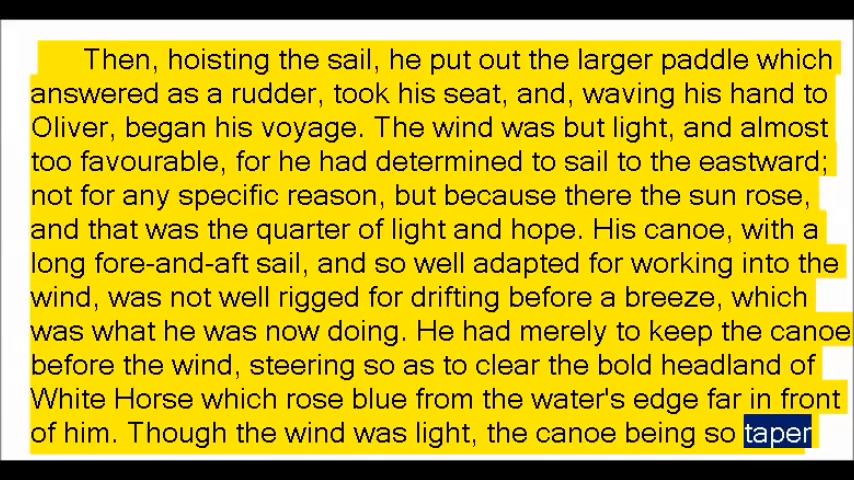 Then, hoisting the sail, he put out the larger paddle which
answered as a rudder, took his seat, and, waving his hand to
Oliver, began his voyage. The wind was but light, and almost
too favourable, for he had determined to sail to the eastward;
not for any specific reason, but because there the sun rose,
and that was the quarter of light and hope. His canoe, with a
long fore-and-aft sail, and so well adapted for working into the
wind, was not well rigged for drifting before a breeze, which
was what he was now doing. He had merely to keep the canoe
before the wind, steering so as to clear the bold headland of
White Horse which rose blue from the water's edge far in front
of him. Though the wind was light, the canoe being so taper